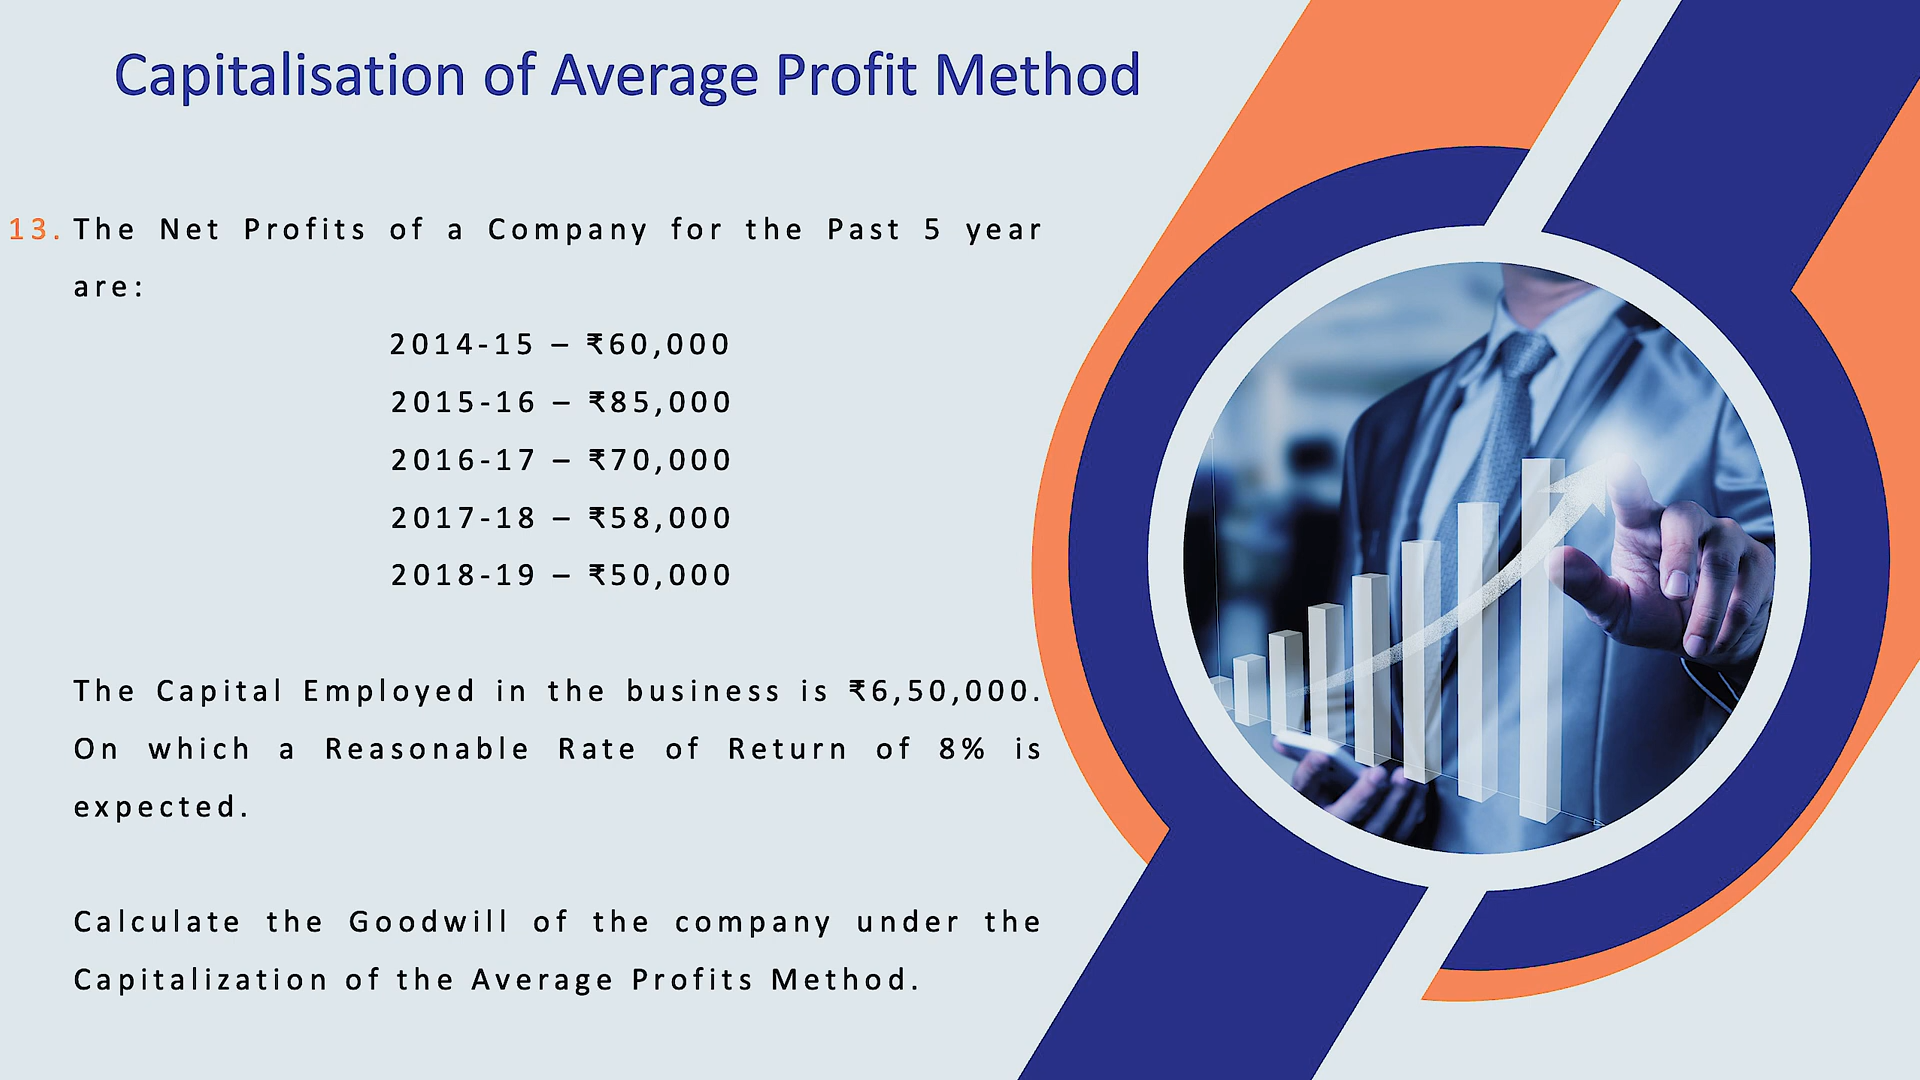 Capitalisation of Average Profit Method
13. The Net Profits of a Company for the Past 5 year
are:
2014-15 – ₹60,000
2015-16 – ₹85,000
2016-17 – ₹70,000
2017-18 – ₹58,000
2018-19 – ₹50,000
The Capital Employed in the business is ₹6,50,000.
On which a Reasonable Rate of Return of 8% is
expected.
Calculate the Goodwill of the company under the
Capitalization of the Average Profits Method.